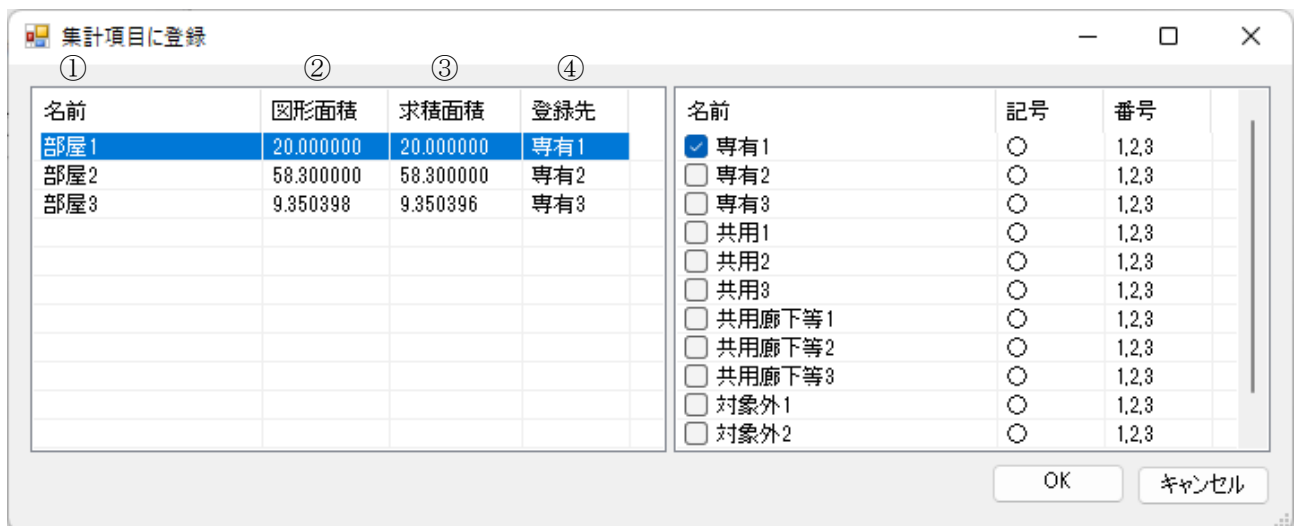 集計項目に登録
① ② ③ ④
名前 図形面積 求積面積 登録先
部屋1 20.000000 20.000000 専有1
部屋2 58.300000 58.300000 専有2
部屋3 9.350398 9.350396 専有3
名前 記号 番号
専有1 ○ 1,2,3
専有2 ○ 1,2,3
専有3 ○ 1,2,3
共用1 ○ 1,2,3
共用2 ○ 1,2,3
共用3 ○ 1,2,3
共用廊下等1 ○ 1,2,3
共用廊下等2 ○ 1,2,3
共用廊下等3 ○ 1,2,3
対象外1 ○ 1,2,3
対象外2 ○ 1,2,3
OK キャンセル